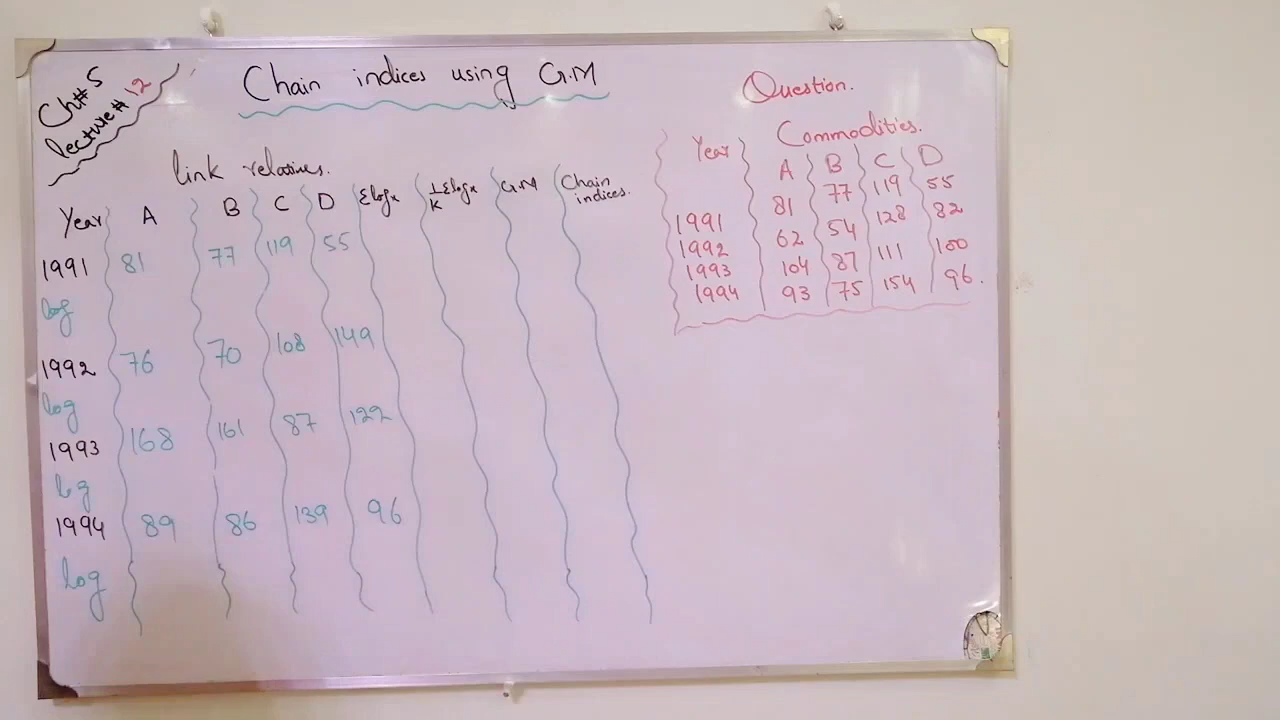 Ch# 5
lecture# 12
Chain indices using G.M
link relatives.
Year A B C D Σlogx 1/K Σlogx G.M Chain indices.
1991 81 77 119 55
log
1992 76 70 108 149
log
1993 168 161 87 122
log
1994 89 86 139 96
log
Question.
Commodities.
Year A B C D
1991 81 77 119 55
1992 62 54 128 82
1993 104 87 111 100
1994 93 75 154 96.